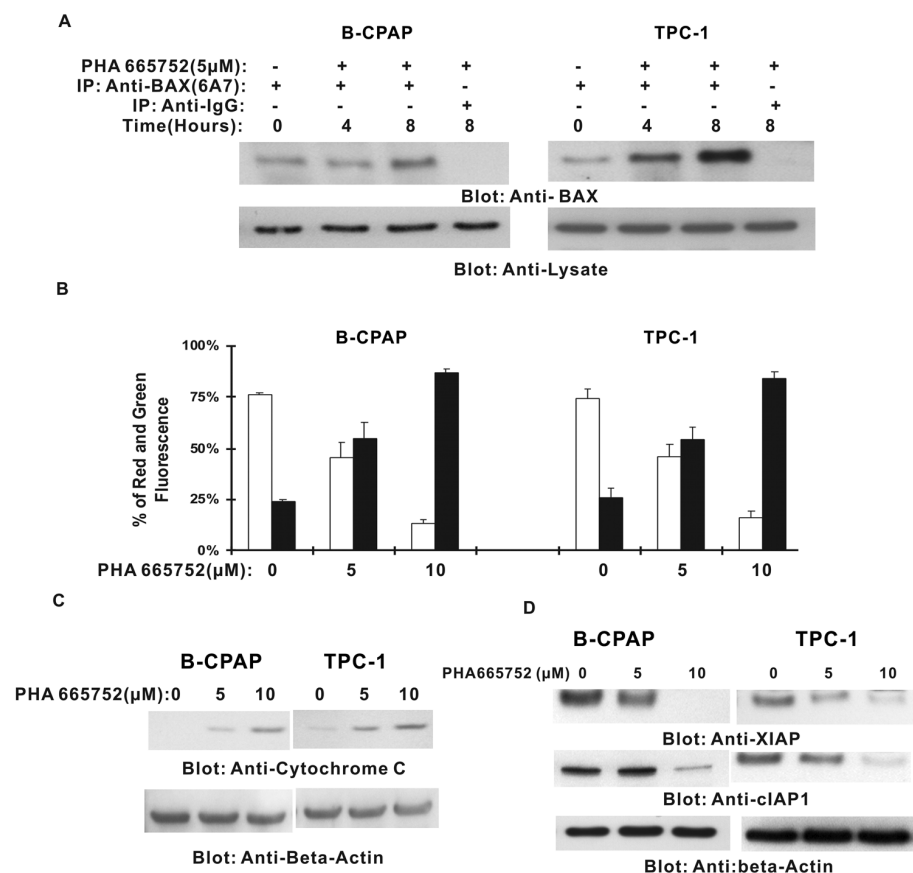 A
B-CPAP TPC-1
PHA 665752(5µM): - + + + - + + +
IP: Anti-BAX(6A7): + + + - + + + -
IP: Anti-IgG: - - - + - - - +
Time(Hours): 0 4 8 8 0 4 8 8
Blot: Anti- BAX
Blot: Anti-Lysate
B
B-CPAP TPC-1
% of Red and Green
Fluorescence
100%
75%
50%
25%
0%
PHA 665752(µM): 0 5 10 0 5 10
C
B-CPAP TPC-1
PHA 665752(µM): 0 5 10 0 5 10
Blot: Anti-Cytochrome C
Blot: Anti-Beta-Actin
D
B-CPAP TPC-1
PHA665752 (µM) 0 5 10 0 5 10
Blot: Anti-XIAP
Blot: Anti-cIAP1
Blot: Anti:beta-Actin